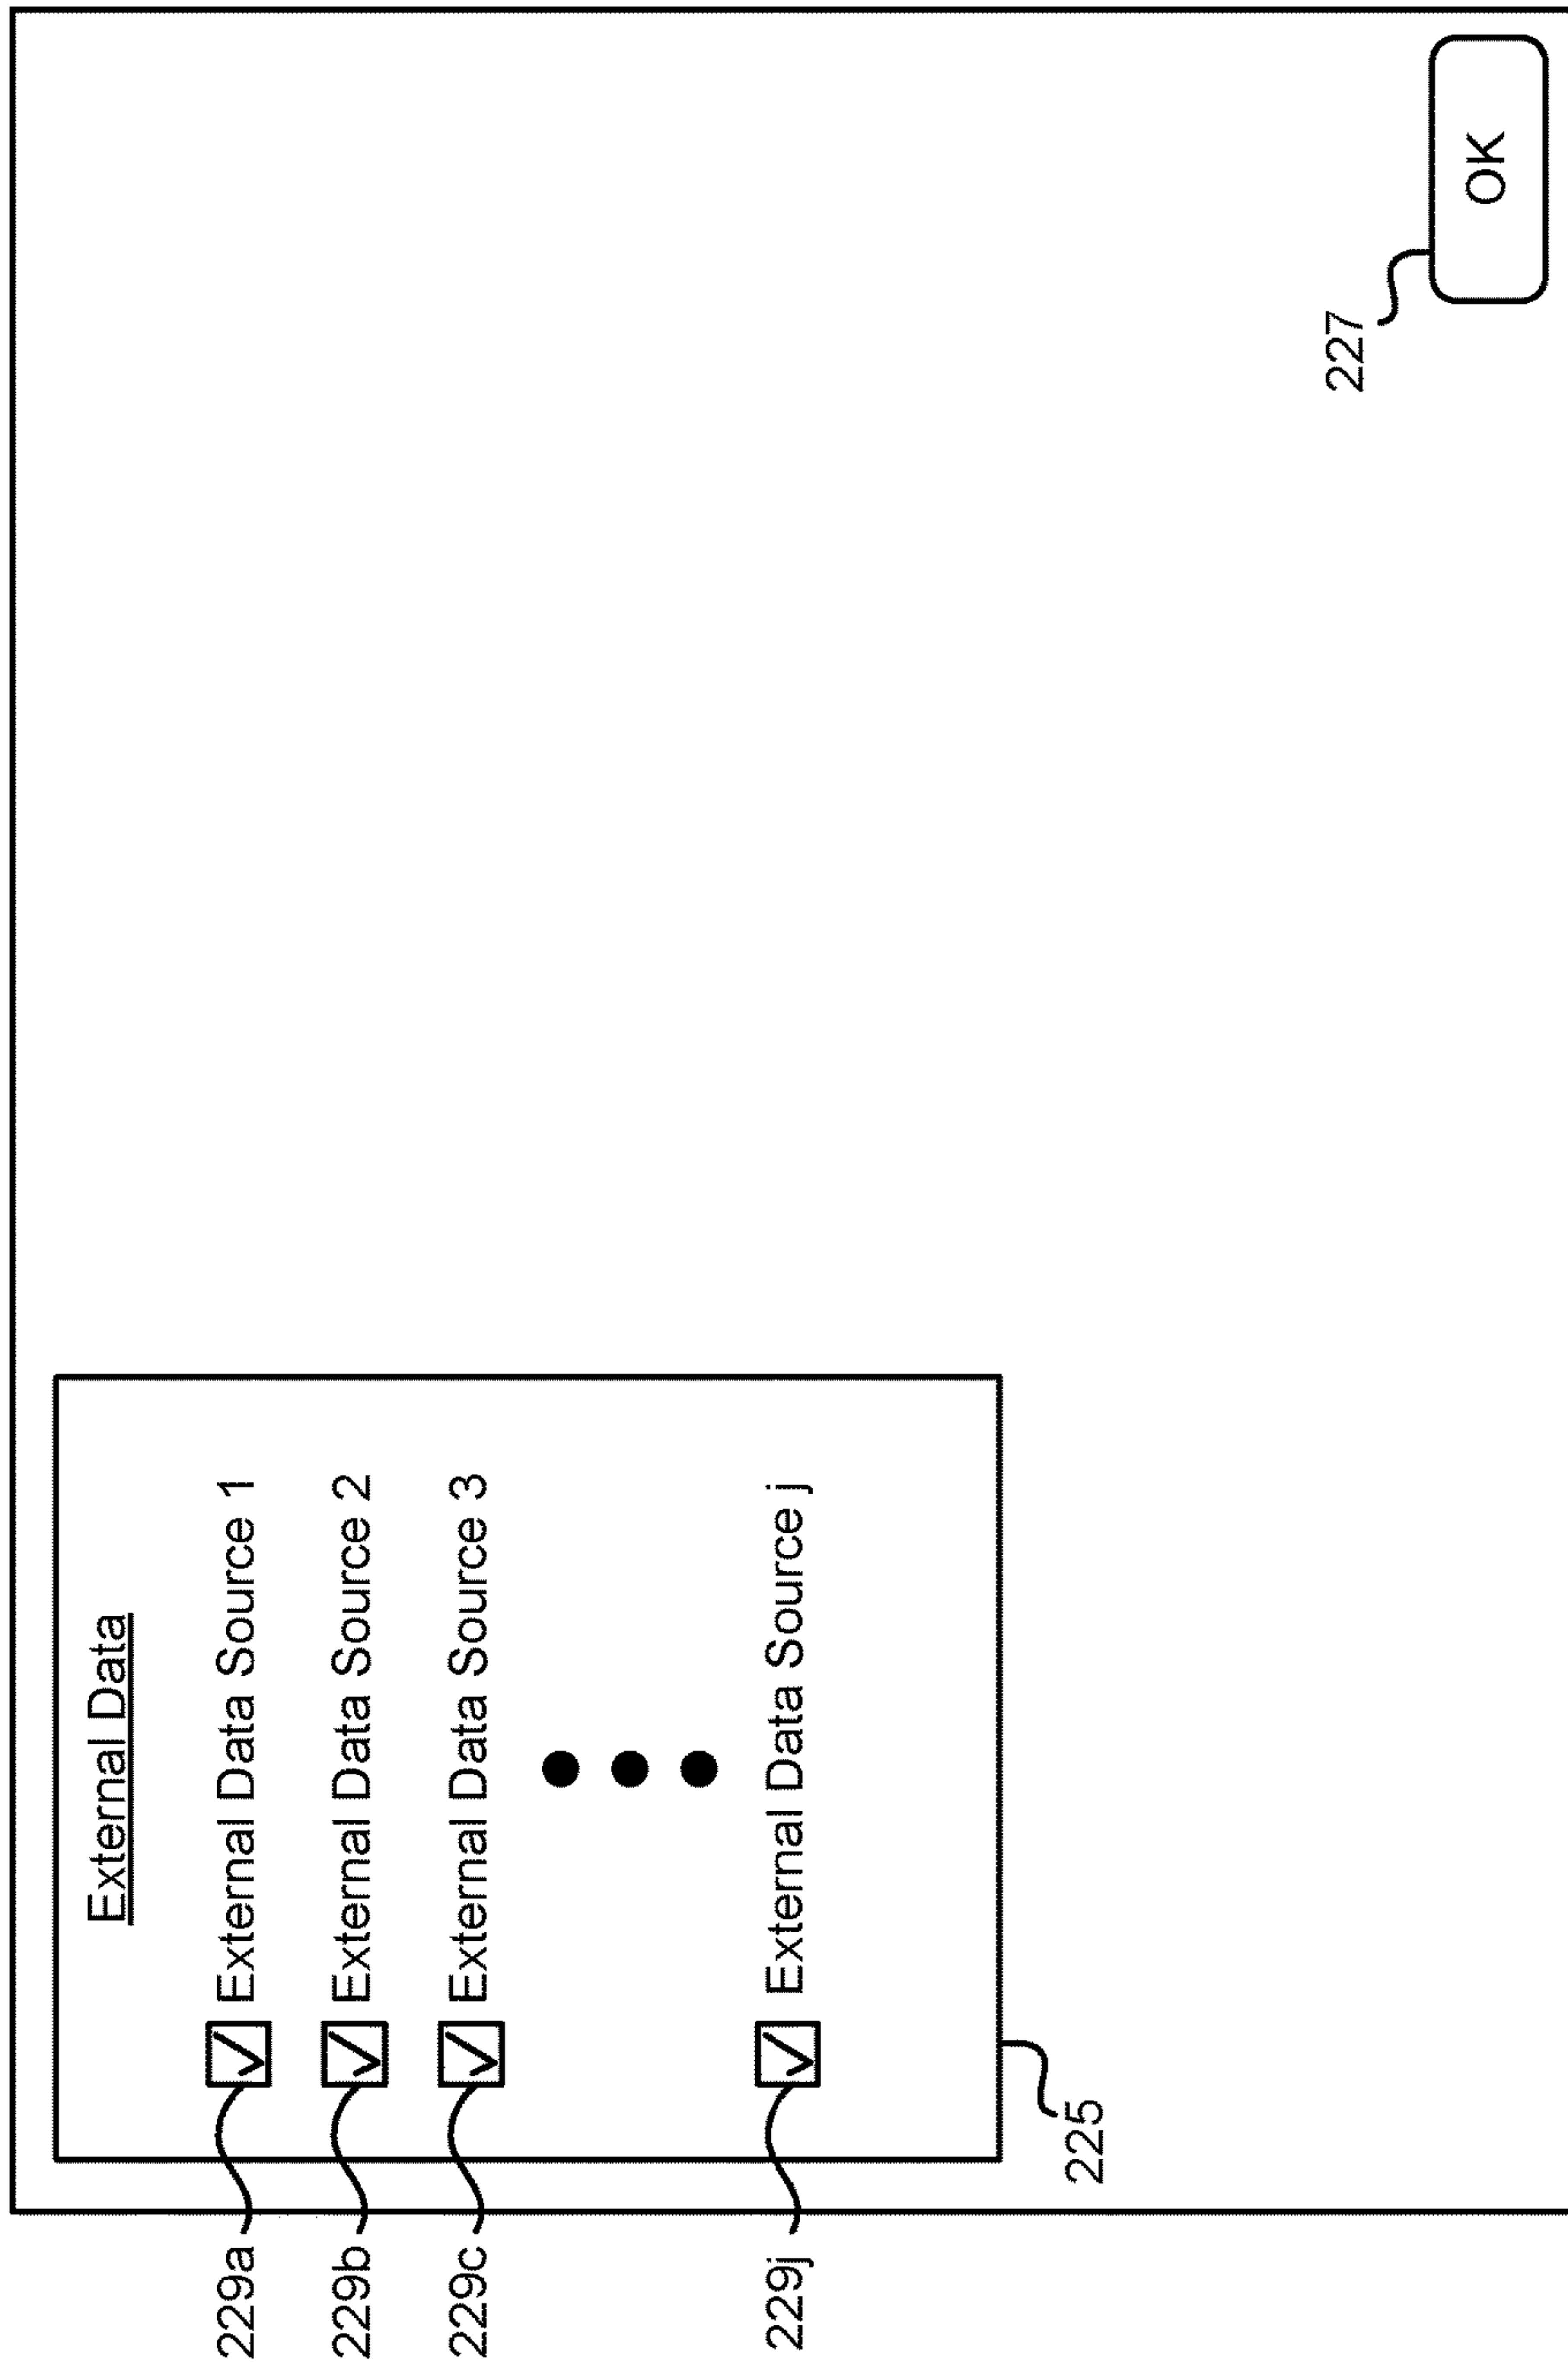 External Data
229a External Data Source 1
229b External Data Source 2
229c External Data Source 3
229j External Data Source j
225
227
OK